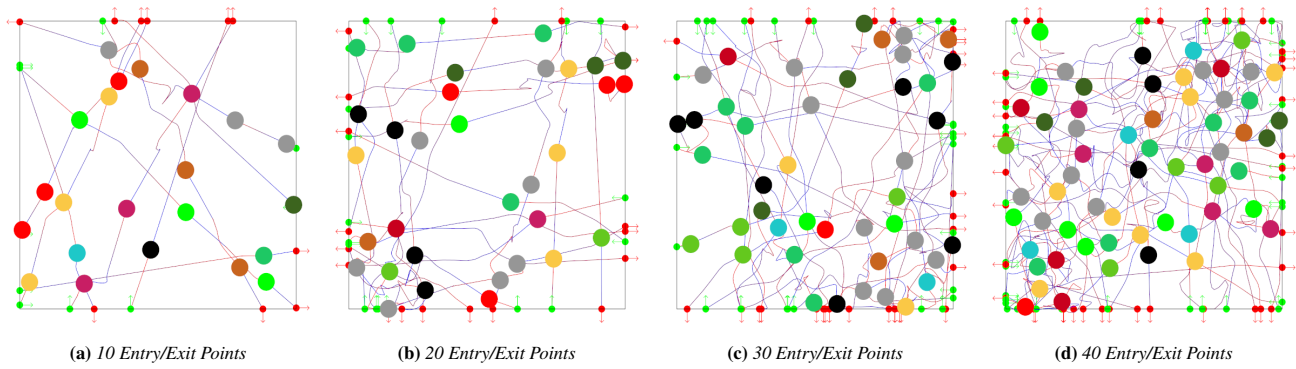 (a) 10 Entry/Exit Points
(b) 20 Entry/Exit Points
(c) 30 Entry/Exit Points
(d) 40 Entry/Exit Points